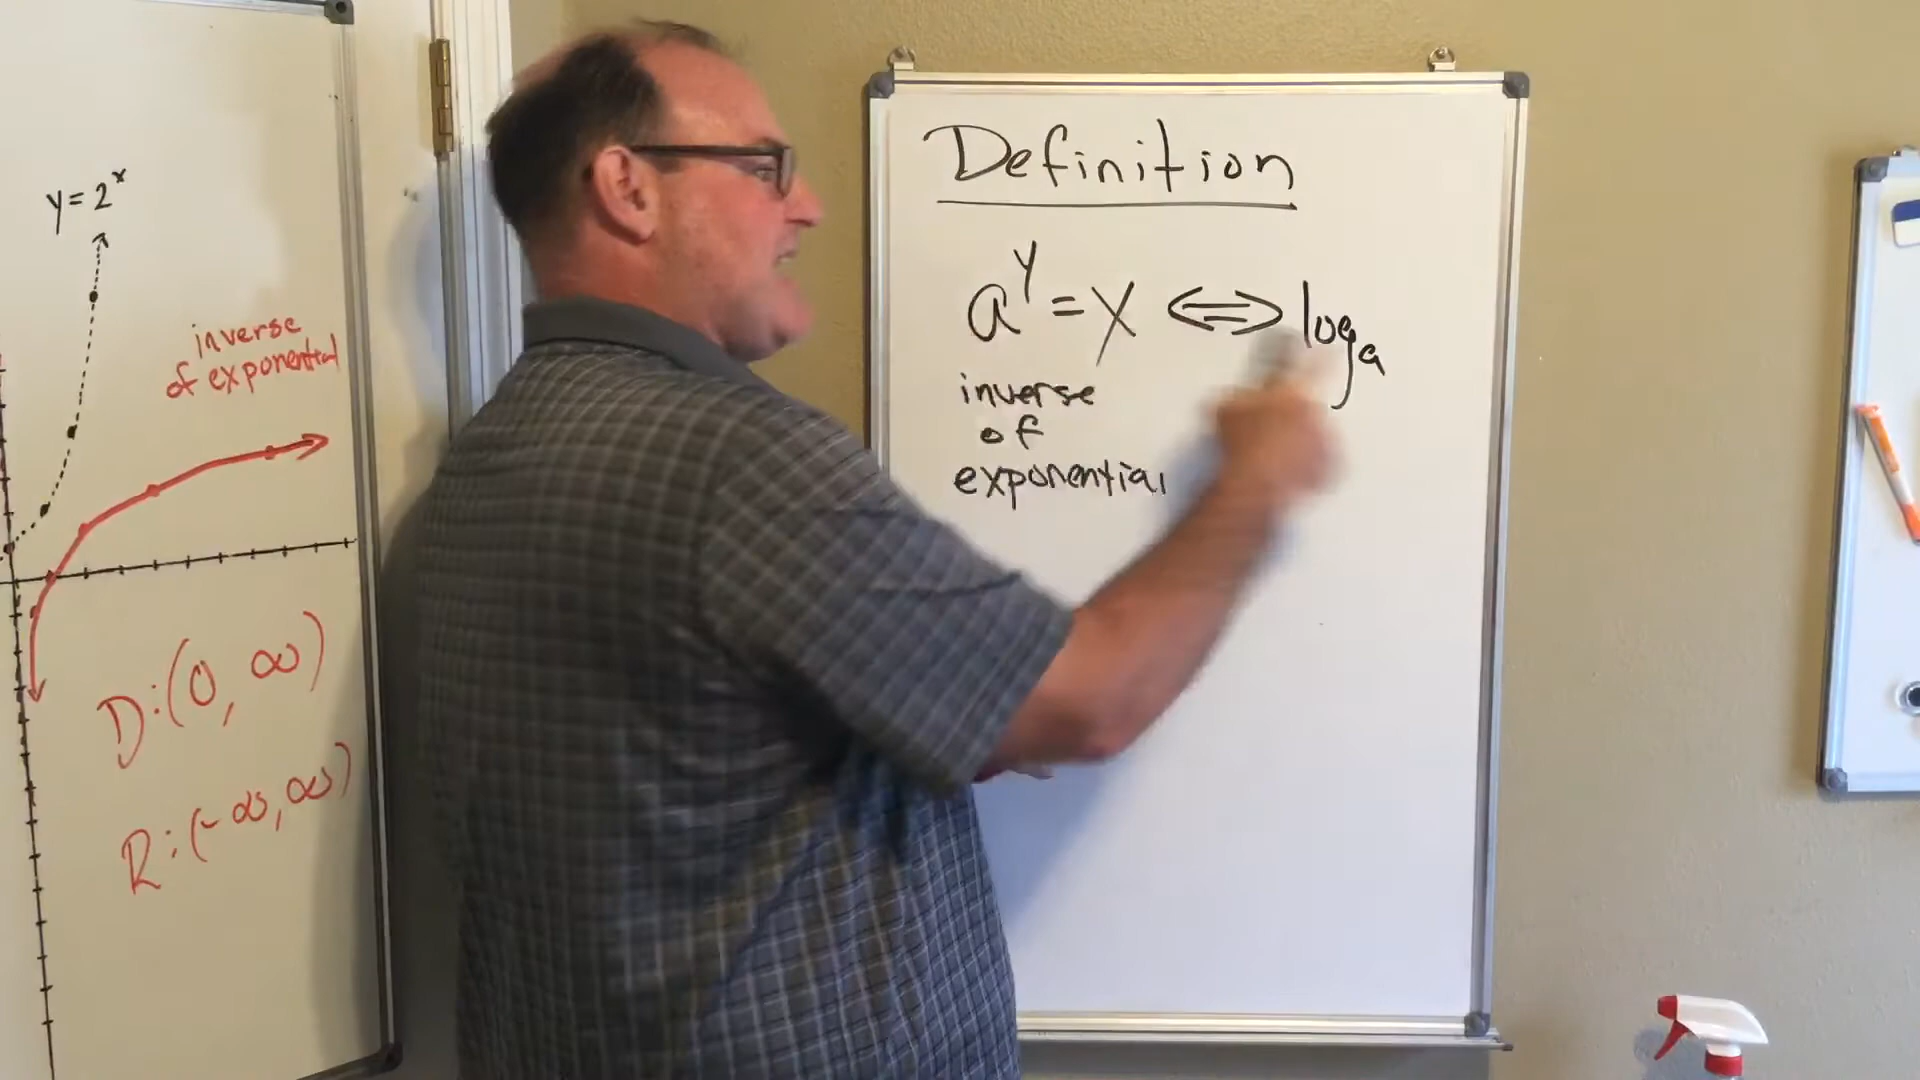 y = 2^x
inverse
of exponential
D: (0, ∞)
R: (-∞, ∞)
Definition
a^y = x ⟺ log_a
inverse
of
exponential